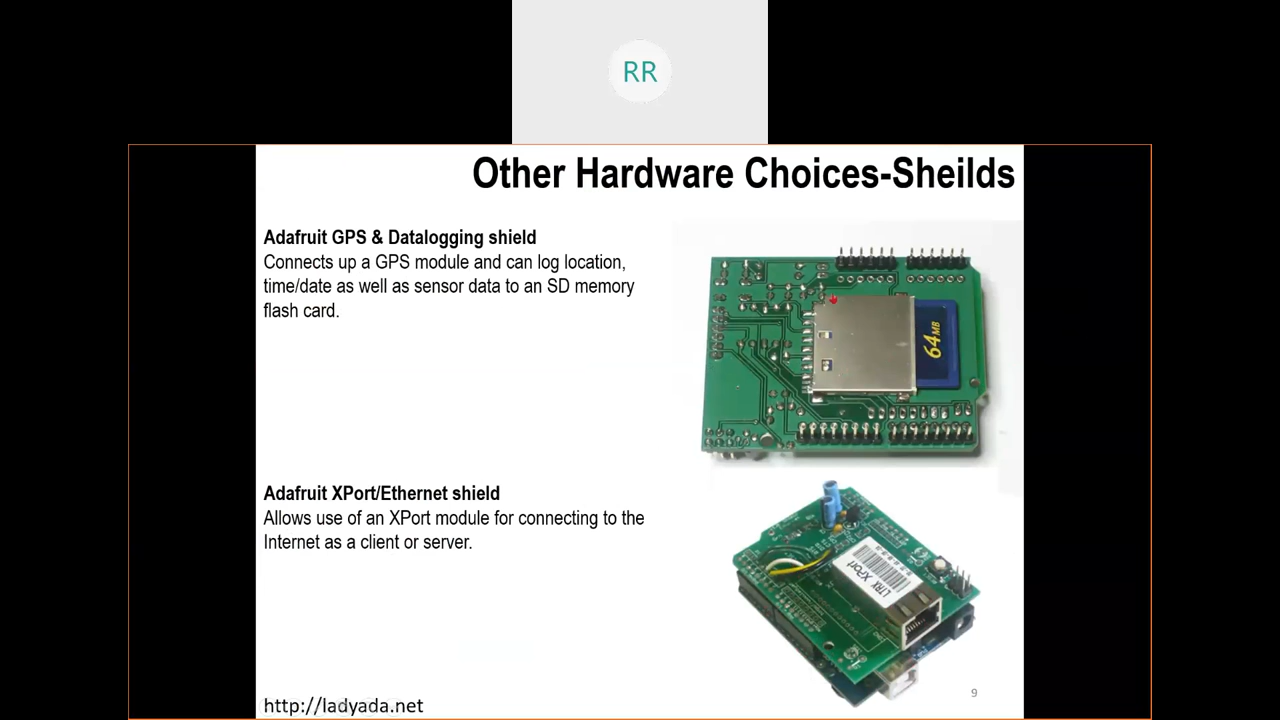 RR
Other Hardware Choices-Sheilds
Adafruit GPS & Datalogging shield
Connects up a GPS module and can log location,
time/date as well as sensor data to an SD memory
flash card.
64MB
Adafruit XPort/Ethernet shield
Allows use of an XPort module for connecting to the
Internet as a client or server.
LTRX XPort
http://ladyada.net
9